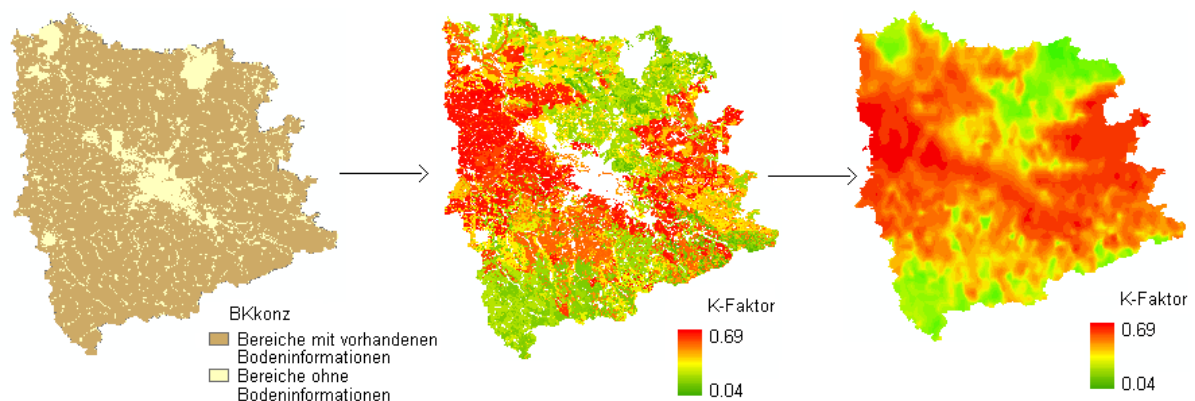 BKkonz
Bereiche mit vorhandenen
Bodeninformationen
Bereiche ohne
Bodeninformationen
K-Faktor
0.69
0.04
K-Faktor
0.69
0.04